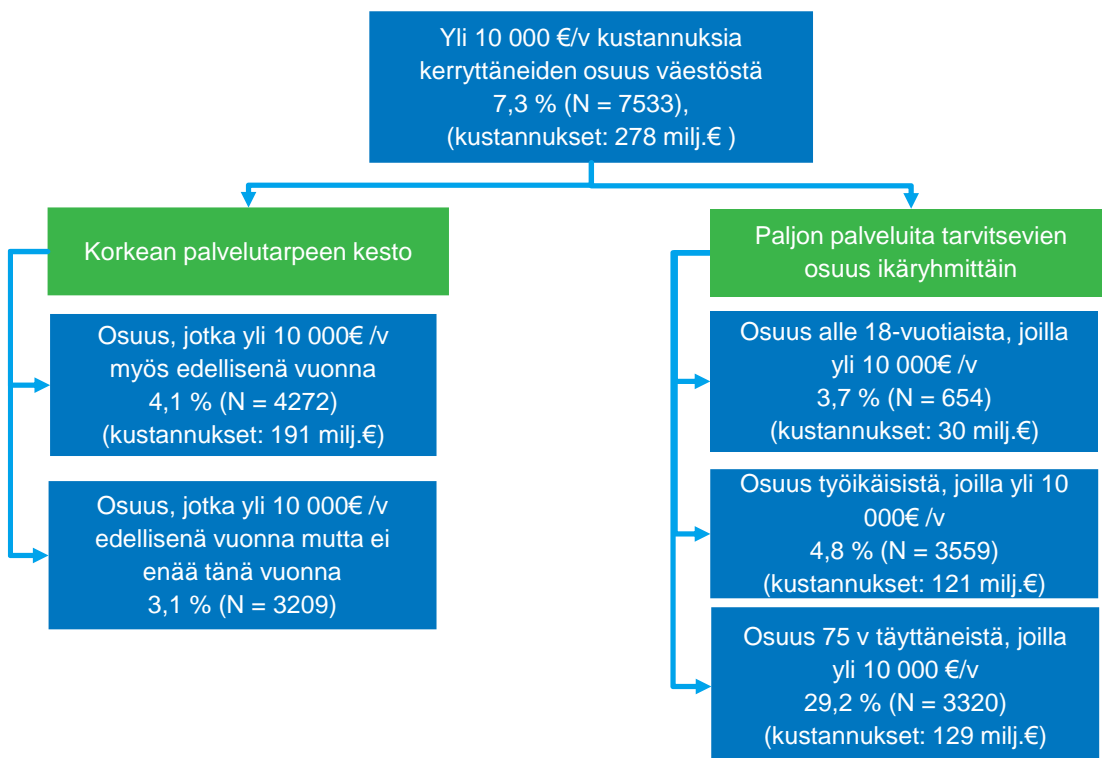 Yli 10 000 €/v kustannuksia
kerryttäneiden osuus väestöstä
7,3 % (N = 7533),
(kustannukset: 278 milj.€ )
Korkean palvelutarpeen kesto
Osuus, jotka yli 10 000€ /v
myös edellisenä vuonna
4,1 % (N = 4272)
(kustannukset: 191 milj.€)
Osuus, jotka yli 10 000€ /v
edellisenä vuonna mutta ei
enää tänä vuonna
3,1 % (N = 3209)
Paljon palveluita tarvitsevien
osuus ikäryhmittäin
Osuus alle 18-vuotiaista, joilla
yli 10 000€ /v
3,7 % (N = 654)
(kustannukset: 30 milj.€)
Osuus työikäisistä, joilla yli 10
000€ /v
4,8 % (N = 3559)
(kustannukset: 121 milj.€)
Osuus 75 v täyttäneistä, joilla
yli 10 000 €/v
29,2 % (N = 3320)
(kustannukset: 129 milj.€)